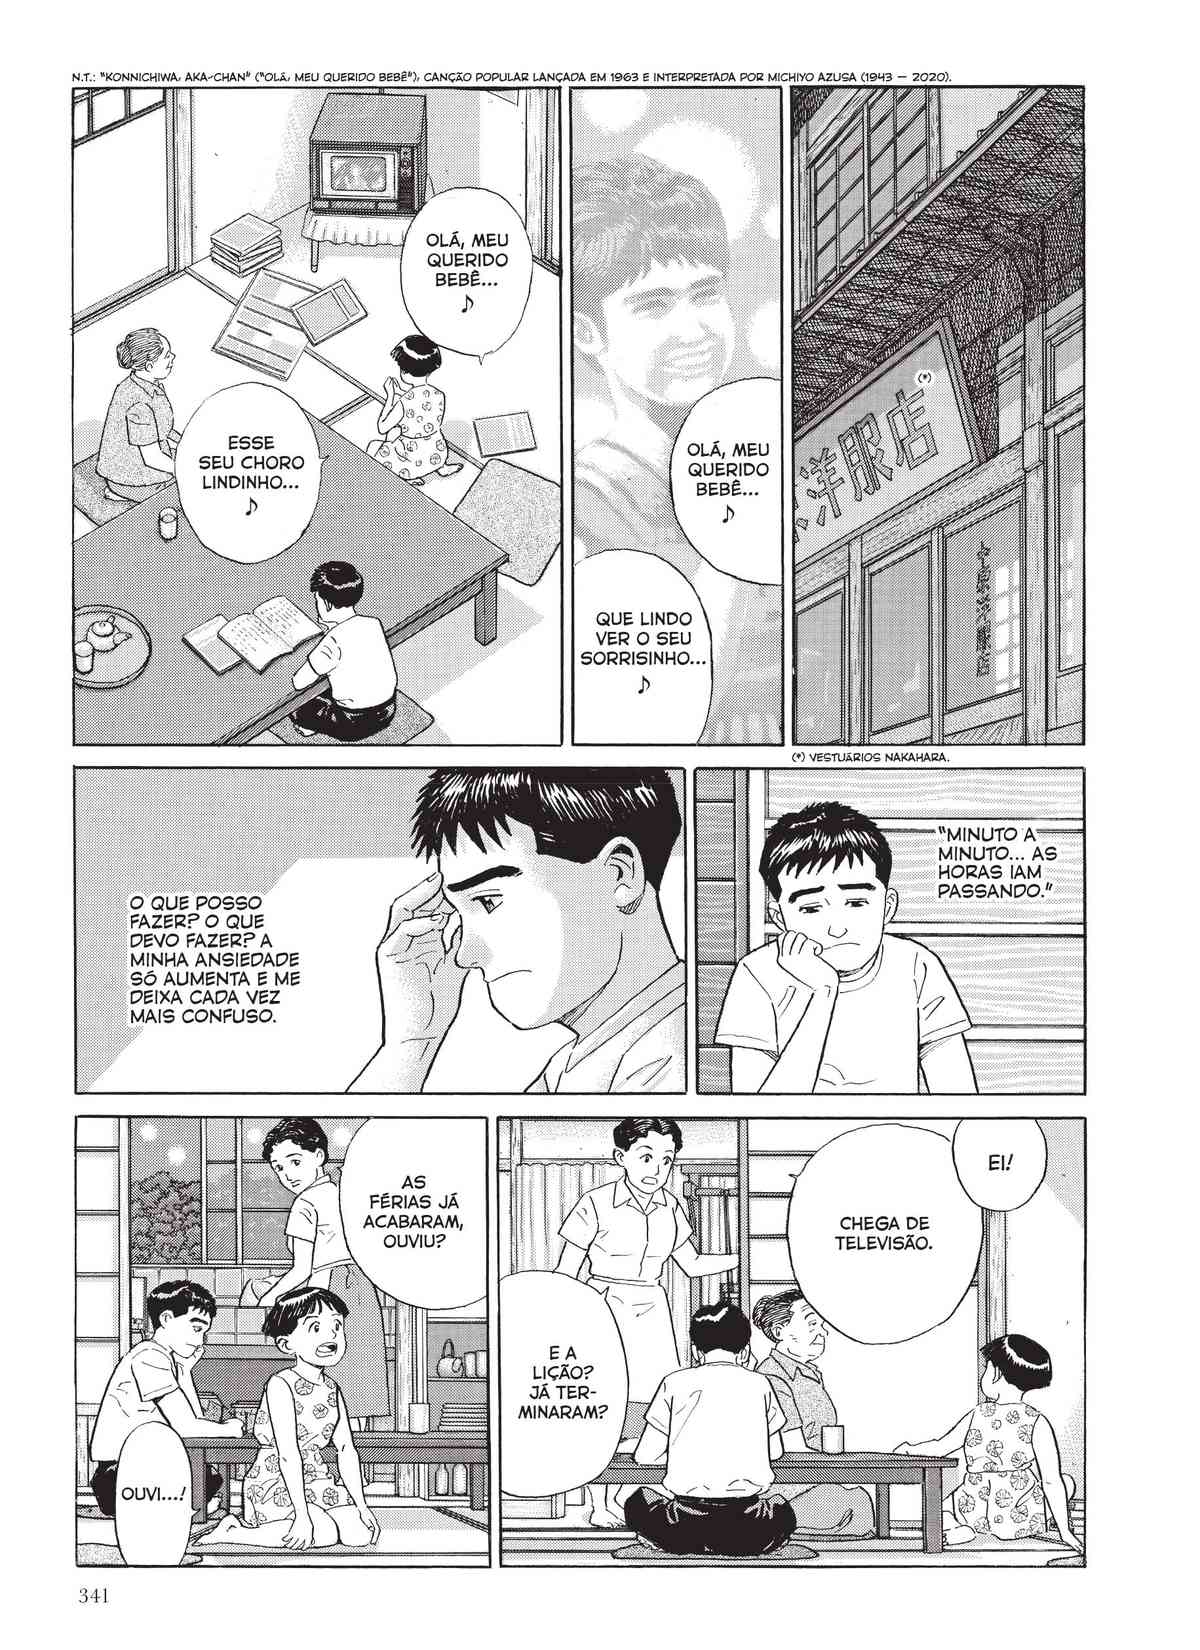 N.T.: "KONNICHIWA, AKA-CHAN" ("OLÁ, MEU QUERIDO BEBÊ"), CANÇÃO POPULAR LANÇADA EM 1963 E INTERPRETADA POR MICHIYO AZUSA (1943 — 2020).
(*)
洋服店
(*) VESTUÁRIOS NAKAHARA.
OLÁ, MEU
QUERIDO
BEBÊ...
♪
QUE LINDO
VER O SEU
SORRISINHO...
♪
OLÁ, MEU
QUERIDO
BEBÊ...
♪
ESSE
SEU CHORO
LINDINHO...
♪
"MINUTO A
MINUTO... AS
HORAS IAM
PASSANDO."
O QUE POSSO
FAZER? O QUE
DEVO FAZER? A
MINHA ANSIEDADE
SÓ AUMENTA E ME
DEIXA CADA VEZ
MAIS CONFUSO.
EI!
CHEGA DE
TELEVISÃO.
E A
LIÇÃO?
JÁ TER-
MINARAM?
AS
FÉRIAS JÁ
ACABARAM,
OUVIU?
OUVI...!
341